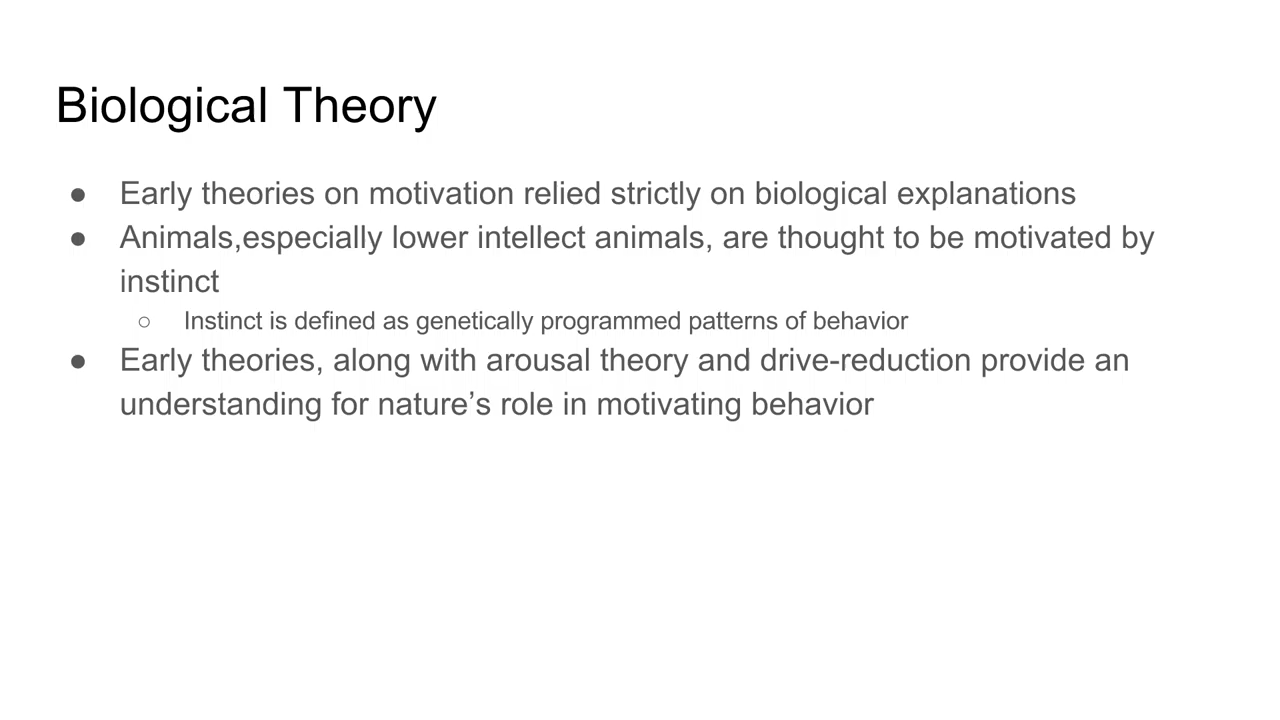 Biological Theory
● Early theories on motivation relied strictly on biological explanations
● Animals,especially lower intellect animals, are thought to be motivated by
instinct
○ Instinct is defined as genetically programmed patterns of behavior
● Early theories, along with arousal theory and drive-reduction provide an
understanding for nature’s role in motivating behavior